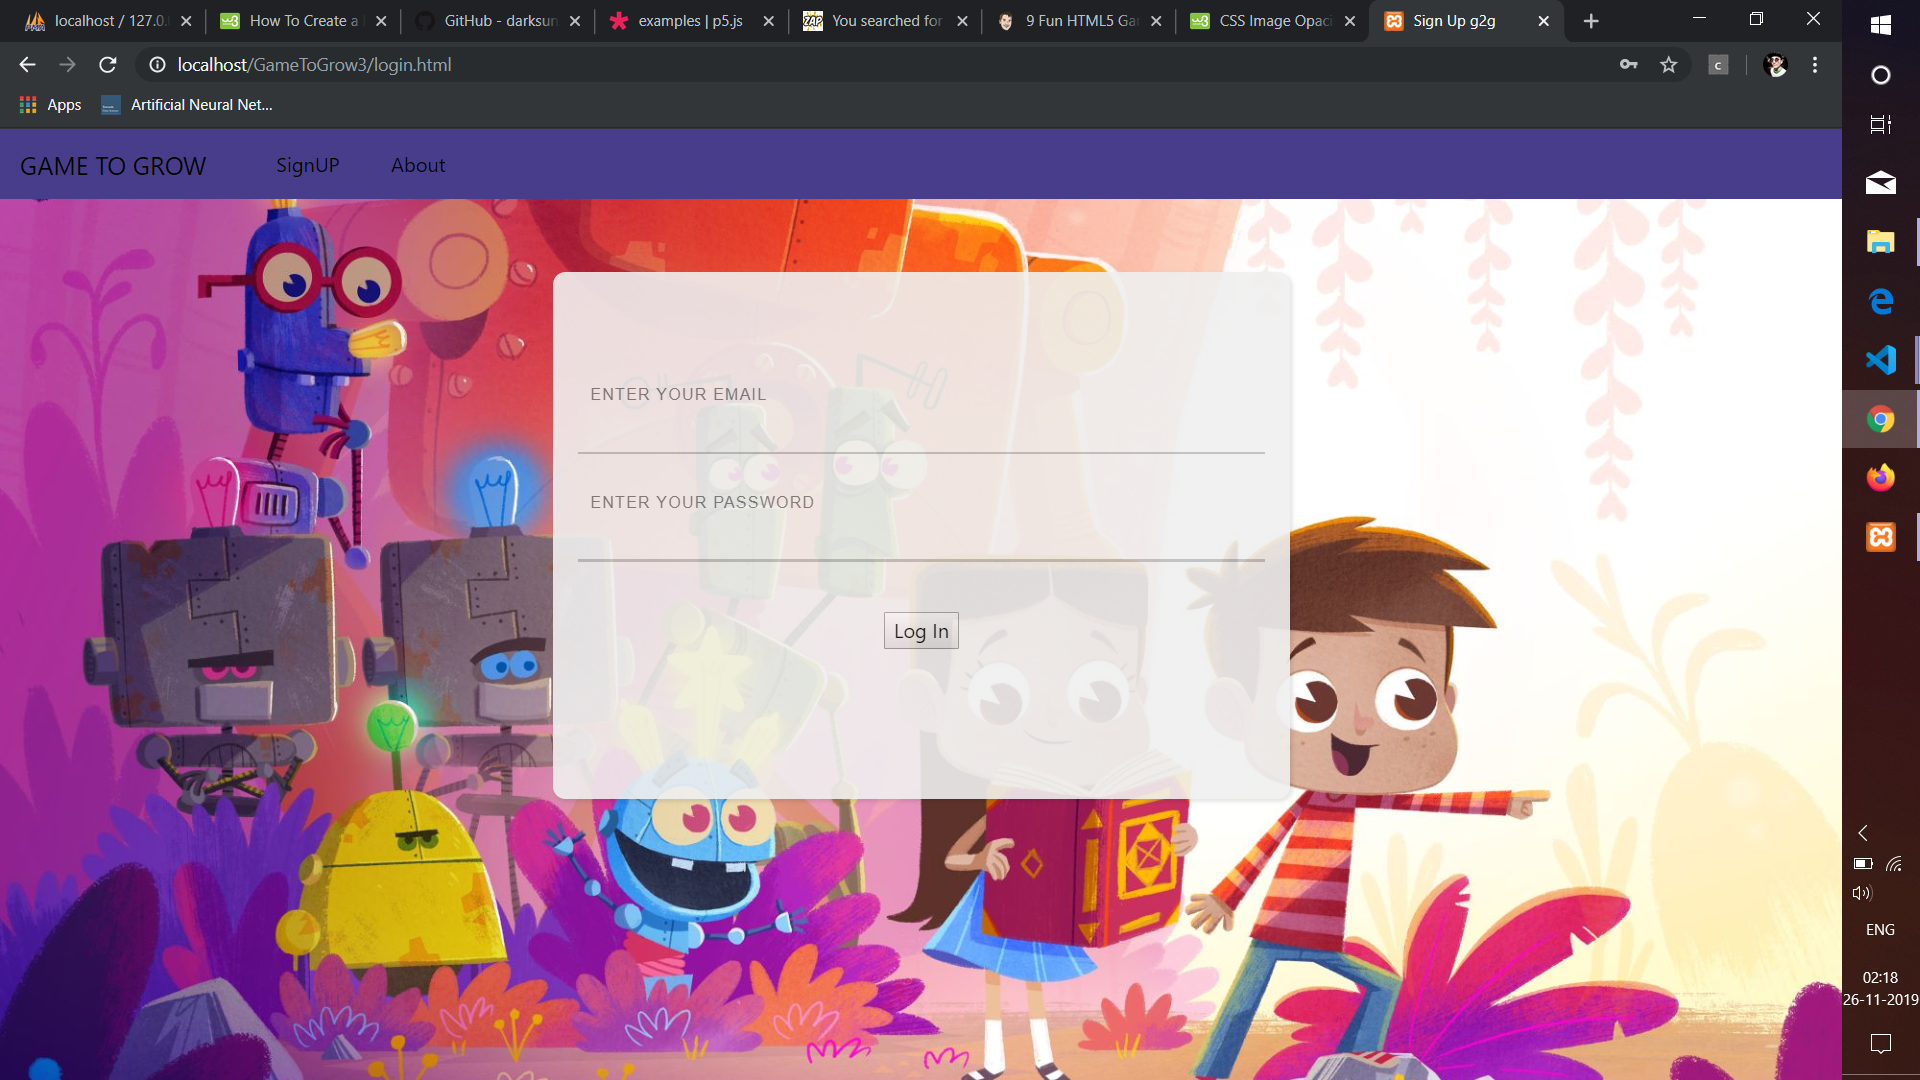 localhost / 127.0.
How To Create a
GitHub - darksun
examples | p5.js
ZAP
You searched for
9 Fun HTML5 Gar
CSS Image Opaci
Sign Up g2g
localhost/GameToGrow3/login.html
c
Apps
Artificial Neural Net...
GAME TO GROW
SignUP
About
ENTER YOUR EMAIL
ENTER YOUR PASSWORD
Log In
ENG
02:18
26-11-2019